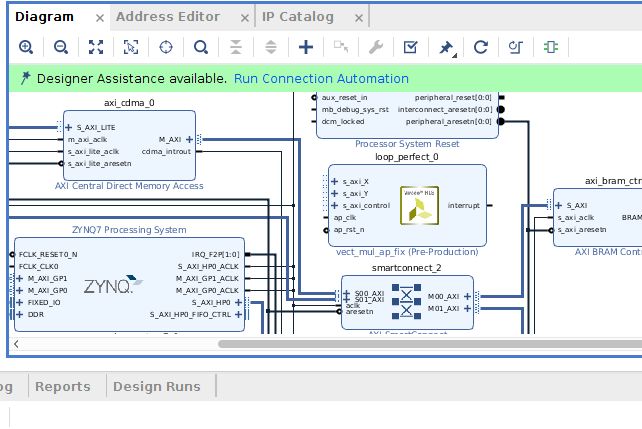 Diagram × Address Editor × IP Catalog ×
Designer Assistance available. Run Connection Automation
axi_cdma_0
S_AXI_LITE
m_axi_aclk
s_axi_lite_aclk
s_axi_lite_aresetn
M_AXI
cdma_introut
AXI Central Direct Memory Access
aux_reset_in
mb_debug_sys_rst
dcm_locked
peripheral_reset[0:0]
interconnect_aresetn[0:0]
peripheral_aresetn[0:0]
Processor System Reset
loop_perfect_0
s_axi_X
s_axi_Y
s_axi_control
ap_clk
ap_rst_n
interrupt
vect_mul_ap_fix (Pre-Production)
axi_bram_ctr
S_AXI
s_axi_aclk
s_axi_aresetn
BRAM
AXI BRAM Cont
ZYNQ7 Processing System
FCLK_RESET0_N
FCLK_CLK0
M_AXI_GP1
M_AXI_GP0
FIXED_IO
DDR
ZYNQ
IRQ_F2P[1:0]
S_AXI_HP0_ACLK
M_AXI_GP1_ACLK
M_AXI_GP0_ACLK
S_AXI_HP0
S_AXI_HP0_FIFO_CTRL
smartconnect_2
S00_AXI
S01_AXI
aclk
aresetn
M00_AXI
M01_AXI
AXI SmartConnect
og Reports Design Runs